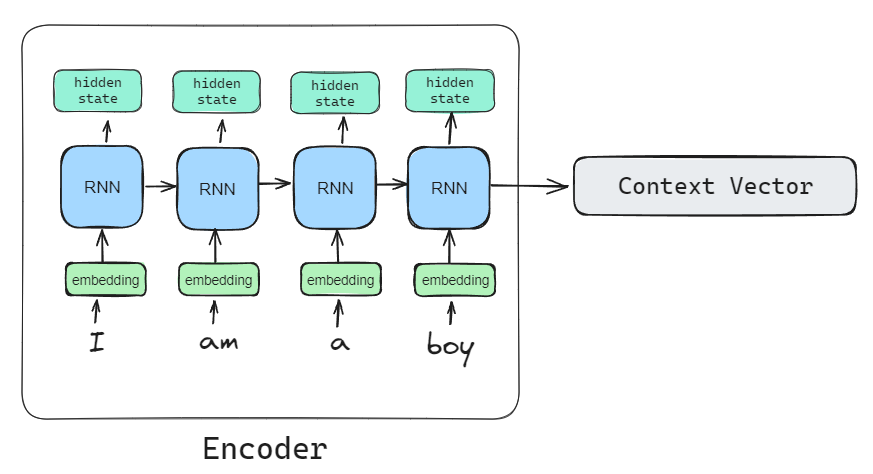 hidden
state
hidden
state
hidden
state
hidden
state
RNN
RNN
RNN
RNN
Context Vector
embedding
embedding
embedding
embedding
I
am
a
boy
Encoder